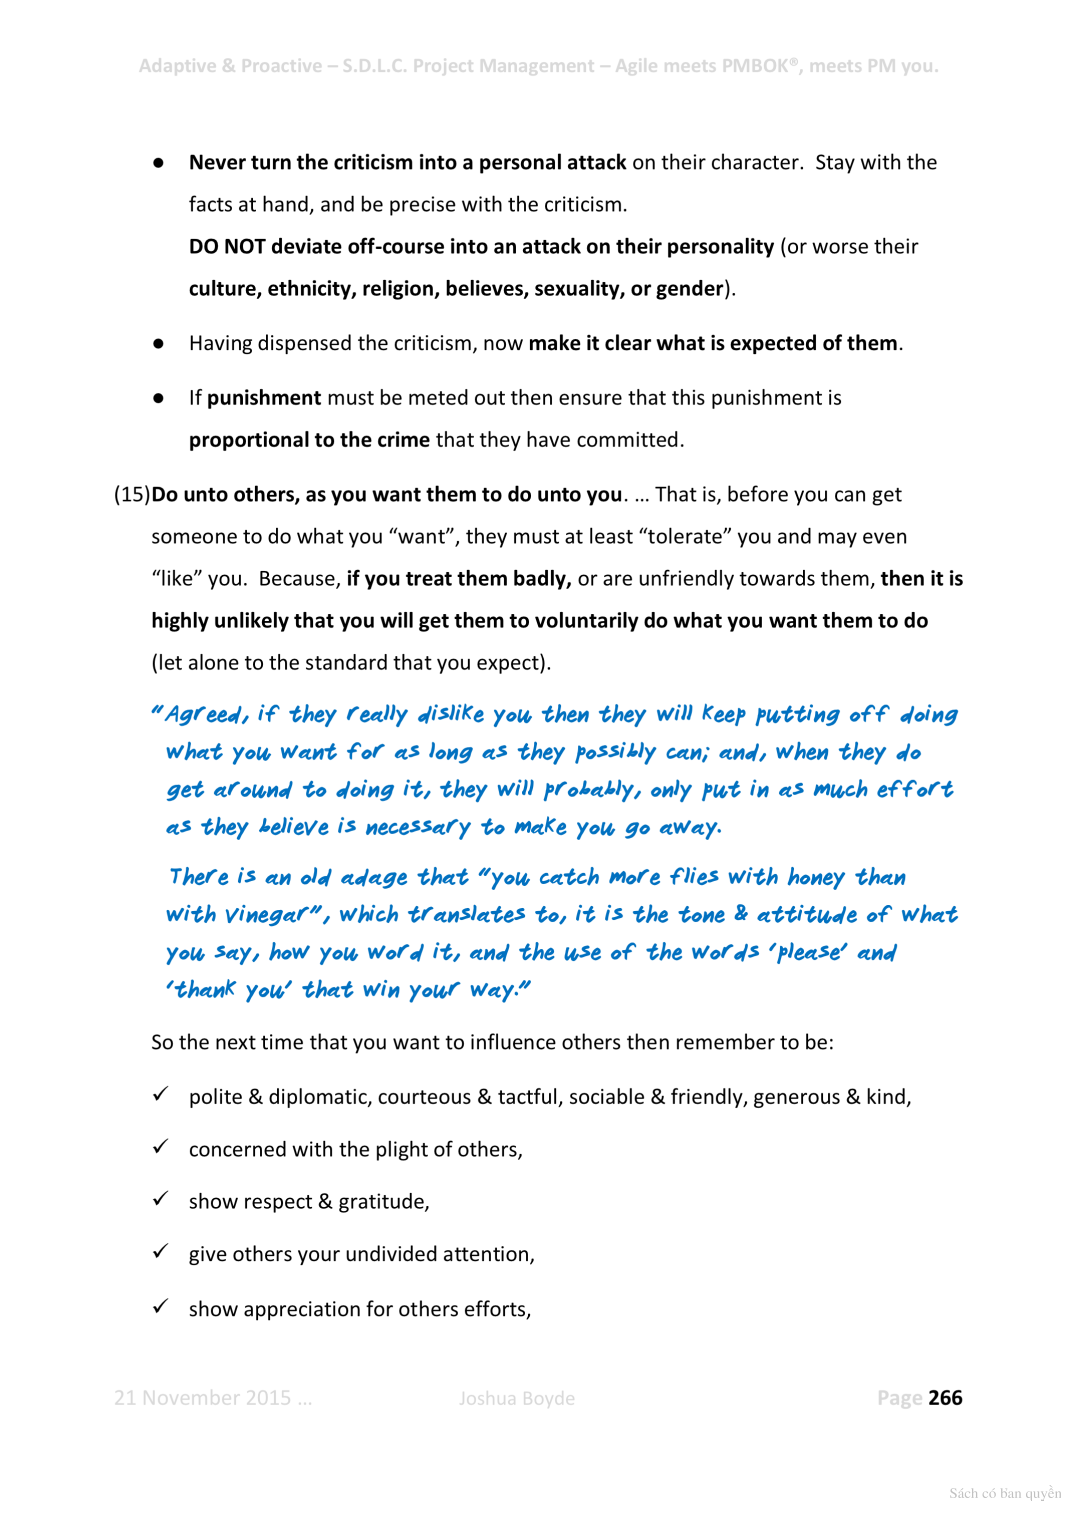 Adaptive & Proactive – S.D.L.C. Project Management – Agile meets PMBOK®, meets PM you.
● Never turn the criticism into a personal attack on their character.  Stay with the
facts at hand, and be precise with the criticism.
DO NOT deviate off-course into an attack on their personality (or worse their
culture, ethnicity, religion, believes, sexuality, or gender).
● Having dispensed the criticism, now make it clear what is expected of them.
● If punishment must be meted out then ensure that this punishment is
proportional to the crime that they have committed.
(15)Do unto others, as you want them to do unto you. … That is, before you can get
someone to do what you “want”, they must at least “tolerate” you and may even
“like” you.  Because, if you treat them badly, or are unfriendly towards them, then it is
highly unlikely that you will get them to voluntarily do what you want them to do
(let alone to the standard that you expect).
“Agreed, if they really dislike you then they will keep putting off doing
what you want for as long as they possibly can; and, when they do
get around to doing it, they will probably, only put in as much effort
as they believe is necessary to make you go away.
There is an old adage that “you catch more flies with honey than
with vinegar”, which translates to, it is the tone & attitude of what
you say, how you word it, and the use of the words ‘please’ and
‘thank you’ that win your way.”
So the next time that you want to influence others then remember to be:
✓ polite & diplomatic, courteous & tactful, sociable & friendly, generous & kind,
✓ concerned with the plight of others,
✓ show respect & gratitude,
✓ give others your undivided attention,
✓ show appreciation for others efforts,
21 November 2015 … Joshua Boyde Page 266
Sách có bản quyền